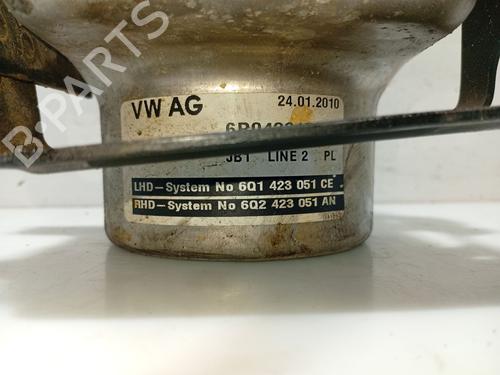 VW AG 24.01.2010
JBT LINE 2 PL
LHD-System No 6Q1 423 051 CE
RHD-System No 6Q2 423 051 AN
B-PARTS